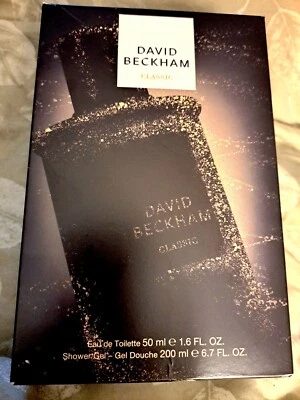 DAVID
BECKHAM
CLASSIC
DAVID
BECKHAM
CLASSIC
Eau de Toilette 50 ml e 1.6 FL. OZ.
Shower Gel - Gel Douche 200 ml e 6.7 FL. OZ.